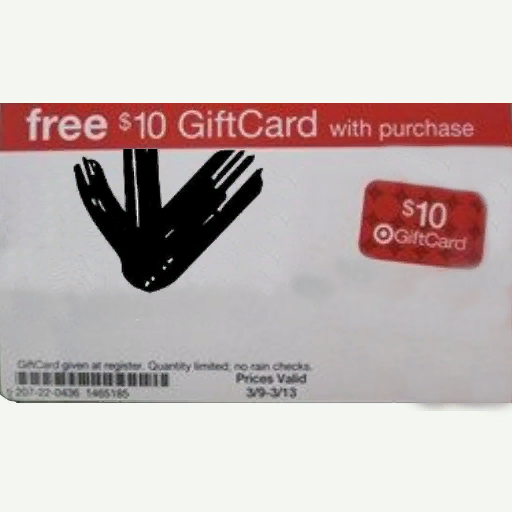 free $10 GiftCard with purchase
$10
GiftCard
GiftCard given at register. Quantity limited; no rain checks.
Prices Valid
207-22-0436 1465185
3/9-3/13